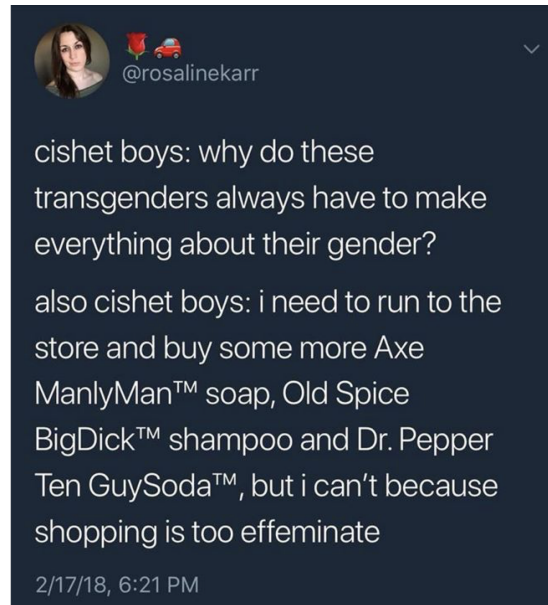 🌹🚗
@rosalinekarr
cishet boys: why do these
transgenders always have to make
everything about their gender?
also cishet boys: i need to run to the
store and buy some more Axe
ManlyMan™ soap, Old Spice
BigDick™ shampoo and Dr. Pepper
Ten GuySoda™, but i can't because
shopping is too effeminate
2/17/18, 6:21 PM